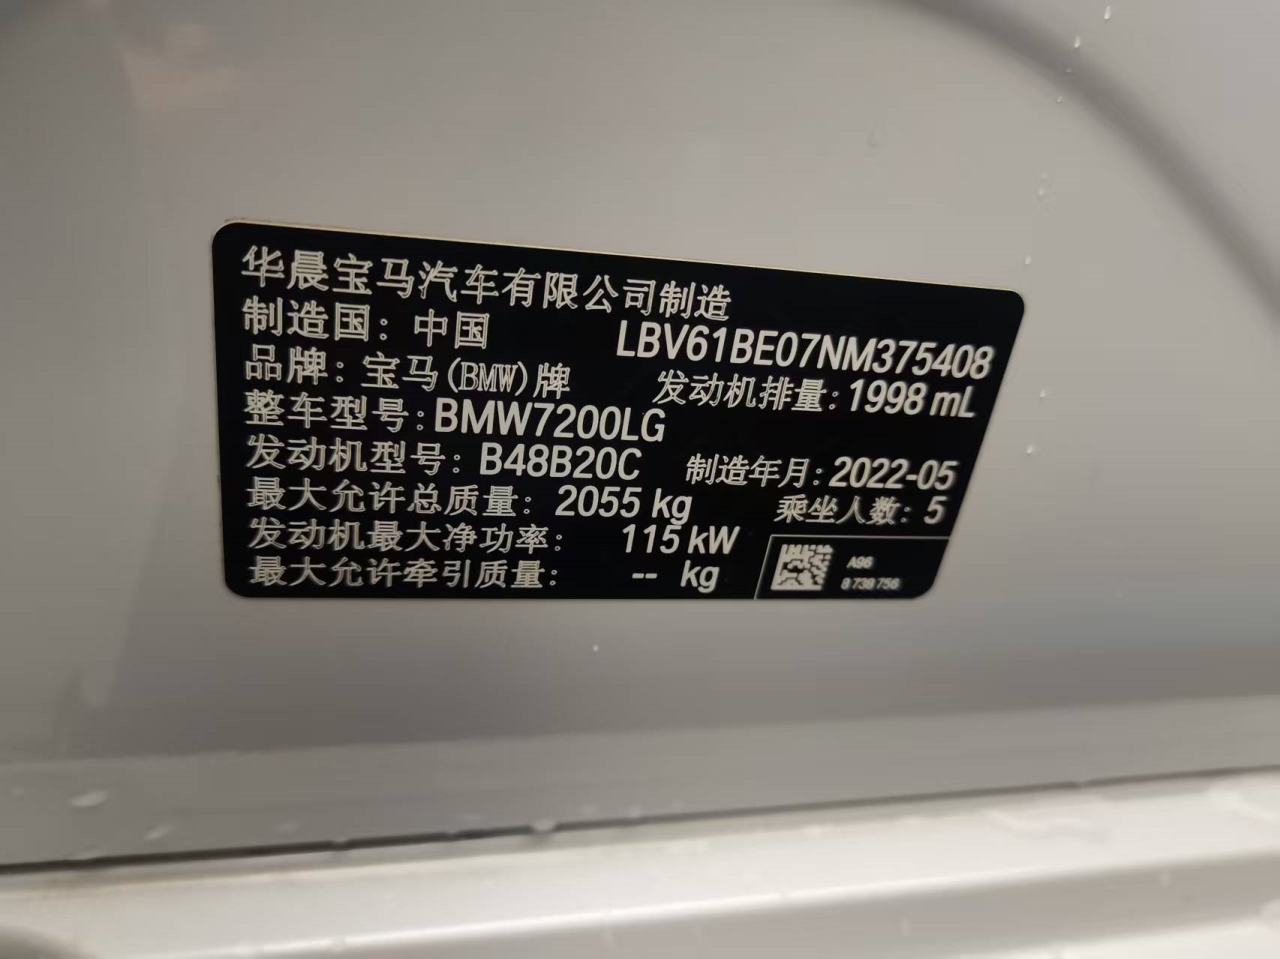 华晨宝马汽车有限公司制造
制造国：中国 LBV61BE07NM375408
品牌：宝马(BMW)牌 发动机排量：1998 mL
整车型号：BMW7200LG
发动机型号：B48B20C 制造年月：2022-05
最大允许总质量：2055 kg 乘坐人数：5
发动机最大净功率：115 kW
最大允许牵引质量：-- kg
A96
8 739 756